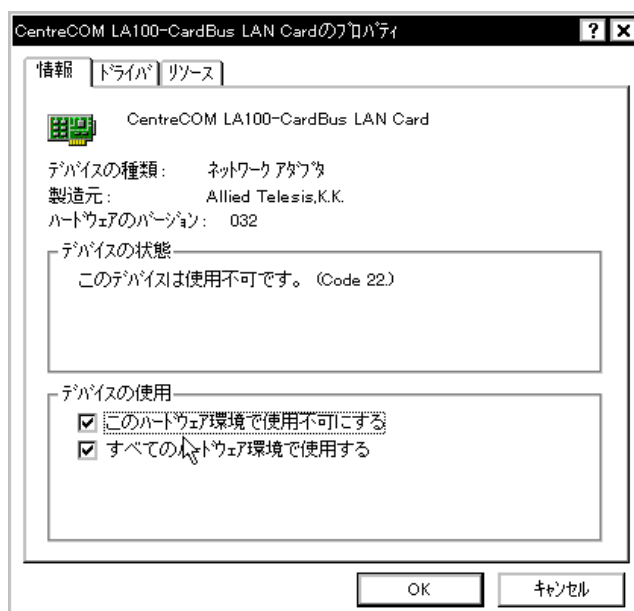 CentreCOM LA100-CardBus LAN Cardのプロパティ
情報 ドライバ リソース
CentreCOM LA100-CardBus LAN Card
デバイスの種類: ネットワーク アダプタ
製造元: Allied Telesis,K.K.
ハードウェアのバージョン: 032
デバイスの状態
このデバイスは使用不可です。 (Code 22.)
デバイスの使用
このハードウェア環境で使用不可にする
すべてのハードウェア環境で使用する
OK キャンセル